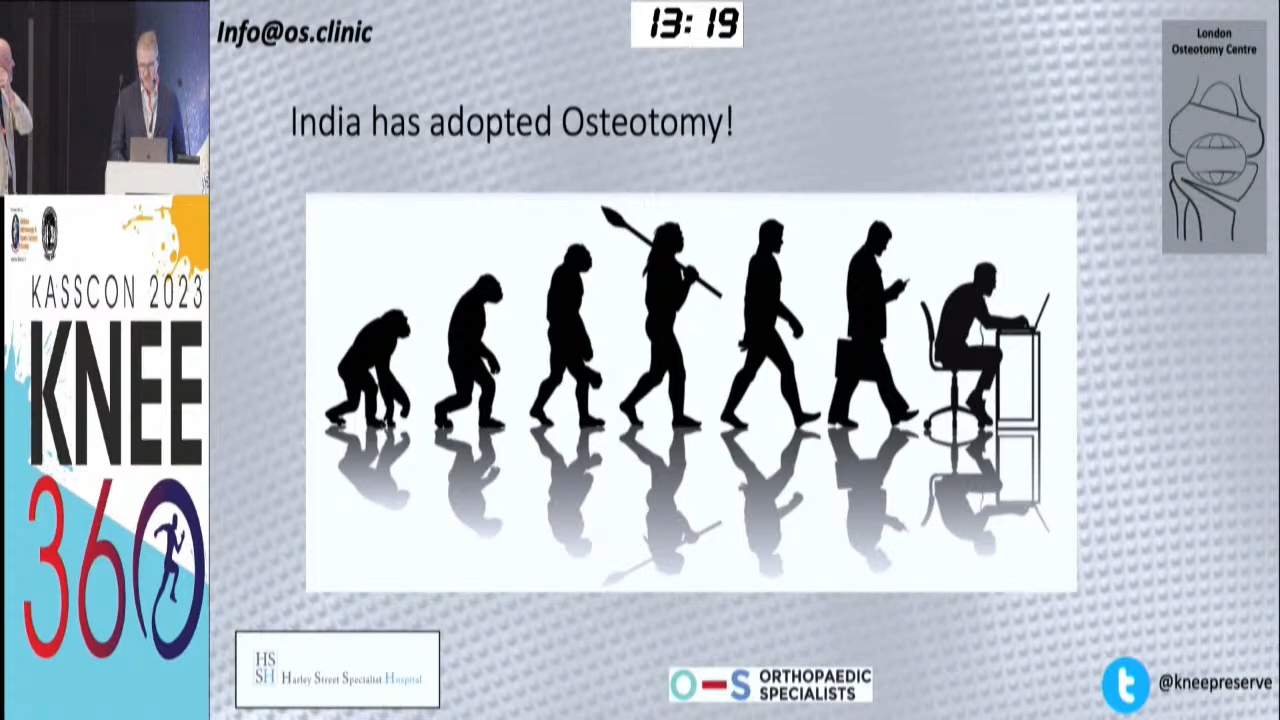 Info@os.clinic
13:19
London
Osteotomy Centre
India has adopted Osteotomy!
KASSCON 2023
KNEE
360
HS
SH Harley Street Specialist Hospital
O-S ORTHOPAEDIC
SPECIALISTS
@kneepreserve